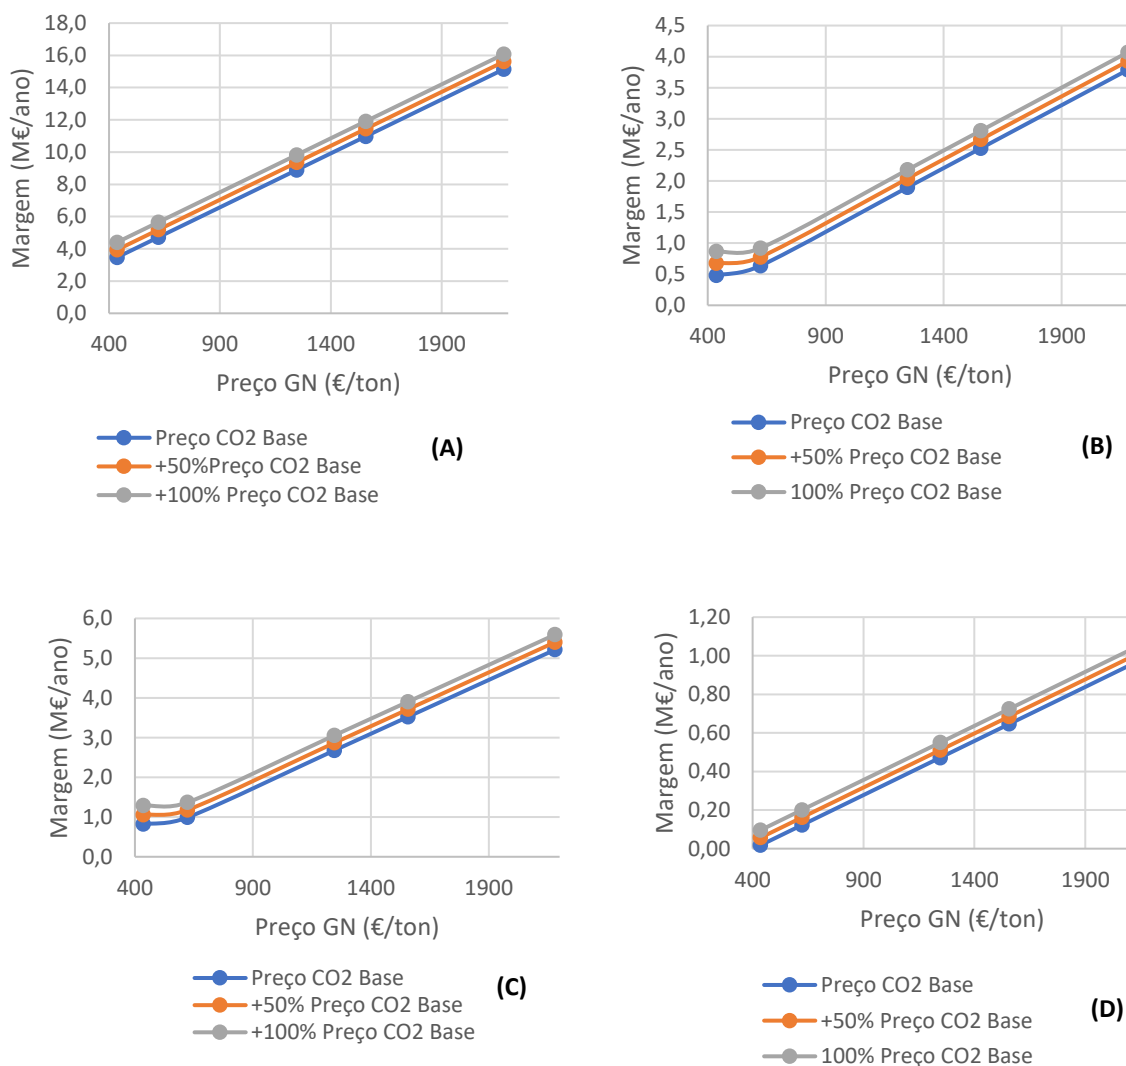 18,0
16,0
14,0
12,0
10,0
8,0
6,0
4,0
2,0
0,0
Margem (M€/ano)
400 900 1400 1900
Preço GN (€/ton)
Preço CO2 Base
+50%Preço CO2 Base
+100% Preço CO2 Base
(A)
4,5
4,0
3,5
3,0
2,5
2,0
1,5
1,0
0,5
0,0
Margem (M€/ano)
400 900 1400 1900
Preço GN (€/ton)
Preço CO2 Base
+50% Preço CO2 Base
100% Preço CO2 Base
(B)
6,0
5,0
4,0
3,0
2,0
1,0
0,0
Margem (M€/ano)
400 900 1400 1900
Preço GN (€/ton)
Preço CO2 Base
+50% Preço CO2 Base
+100% Preço CO2 Base
(C)
1,20
1,00
0,80
0,60
0,40
0,20
0,00
Margem (M€/ano)
400 900 1400 1900
Preço GN (€/ton)
Preço CO2 Base
+50% Preço CO2 Base
100% Preço CO2 Base
(D)